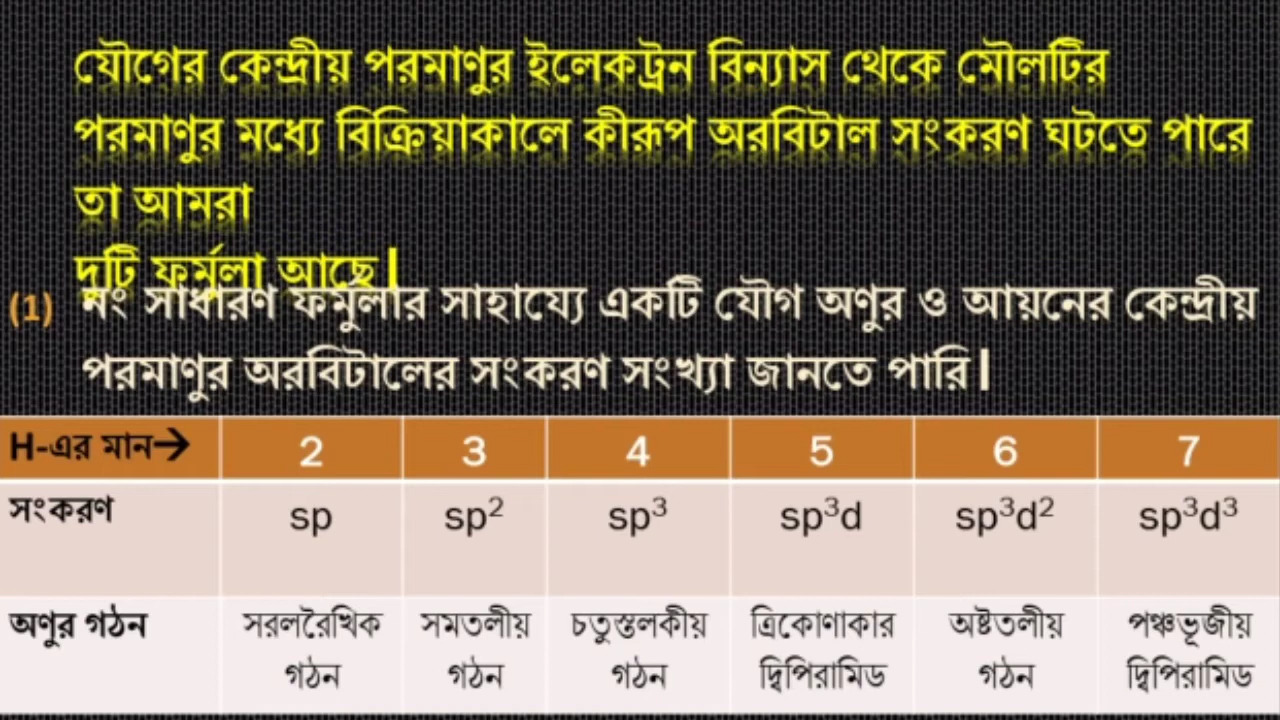 যৌগের কেন্দ্রীয় পরমাণুর ইলেকট্রন বিন্যাস থেকে মৌলটির
পরমাণুর মধ্যে বিক্রিয়াকালে কীরূপ অরবিটাল সংকরণ ঘটতে পারে
তা আমরা
দুটি ফর্মুলা আছে|
(1) নং সাধারণ ফর্মুলার সাহায্যে একটি যৌগ অণুর ও আয়নের কেন্দ্রীয়
পরমাণুর অরবিটালের সংকরণ সংখ্যা জানতে পারি|
H-এর মান→ 2 3 4 5 6 7
সংকরণ sp sp² sp³ sp³d sp³d² sp³d³
অণুর গঠন সরলরৈখিক সমতলীয় চতুস্তলকীয় ত্রিকোণাকার অষ্টতলীয় পঞ্চভূজীয়
গঠন গঠন গঠন দ্বিপিরামিড গঠন দ্বিপিরামিড